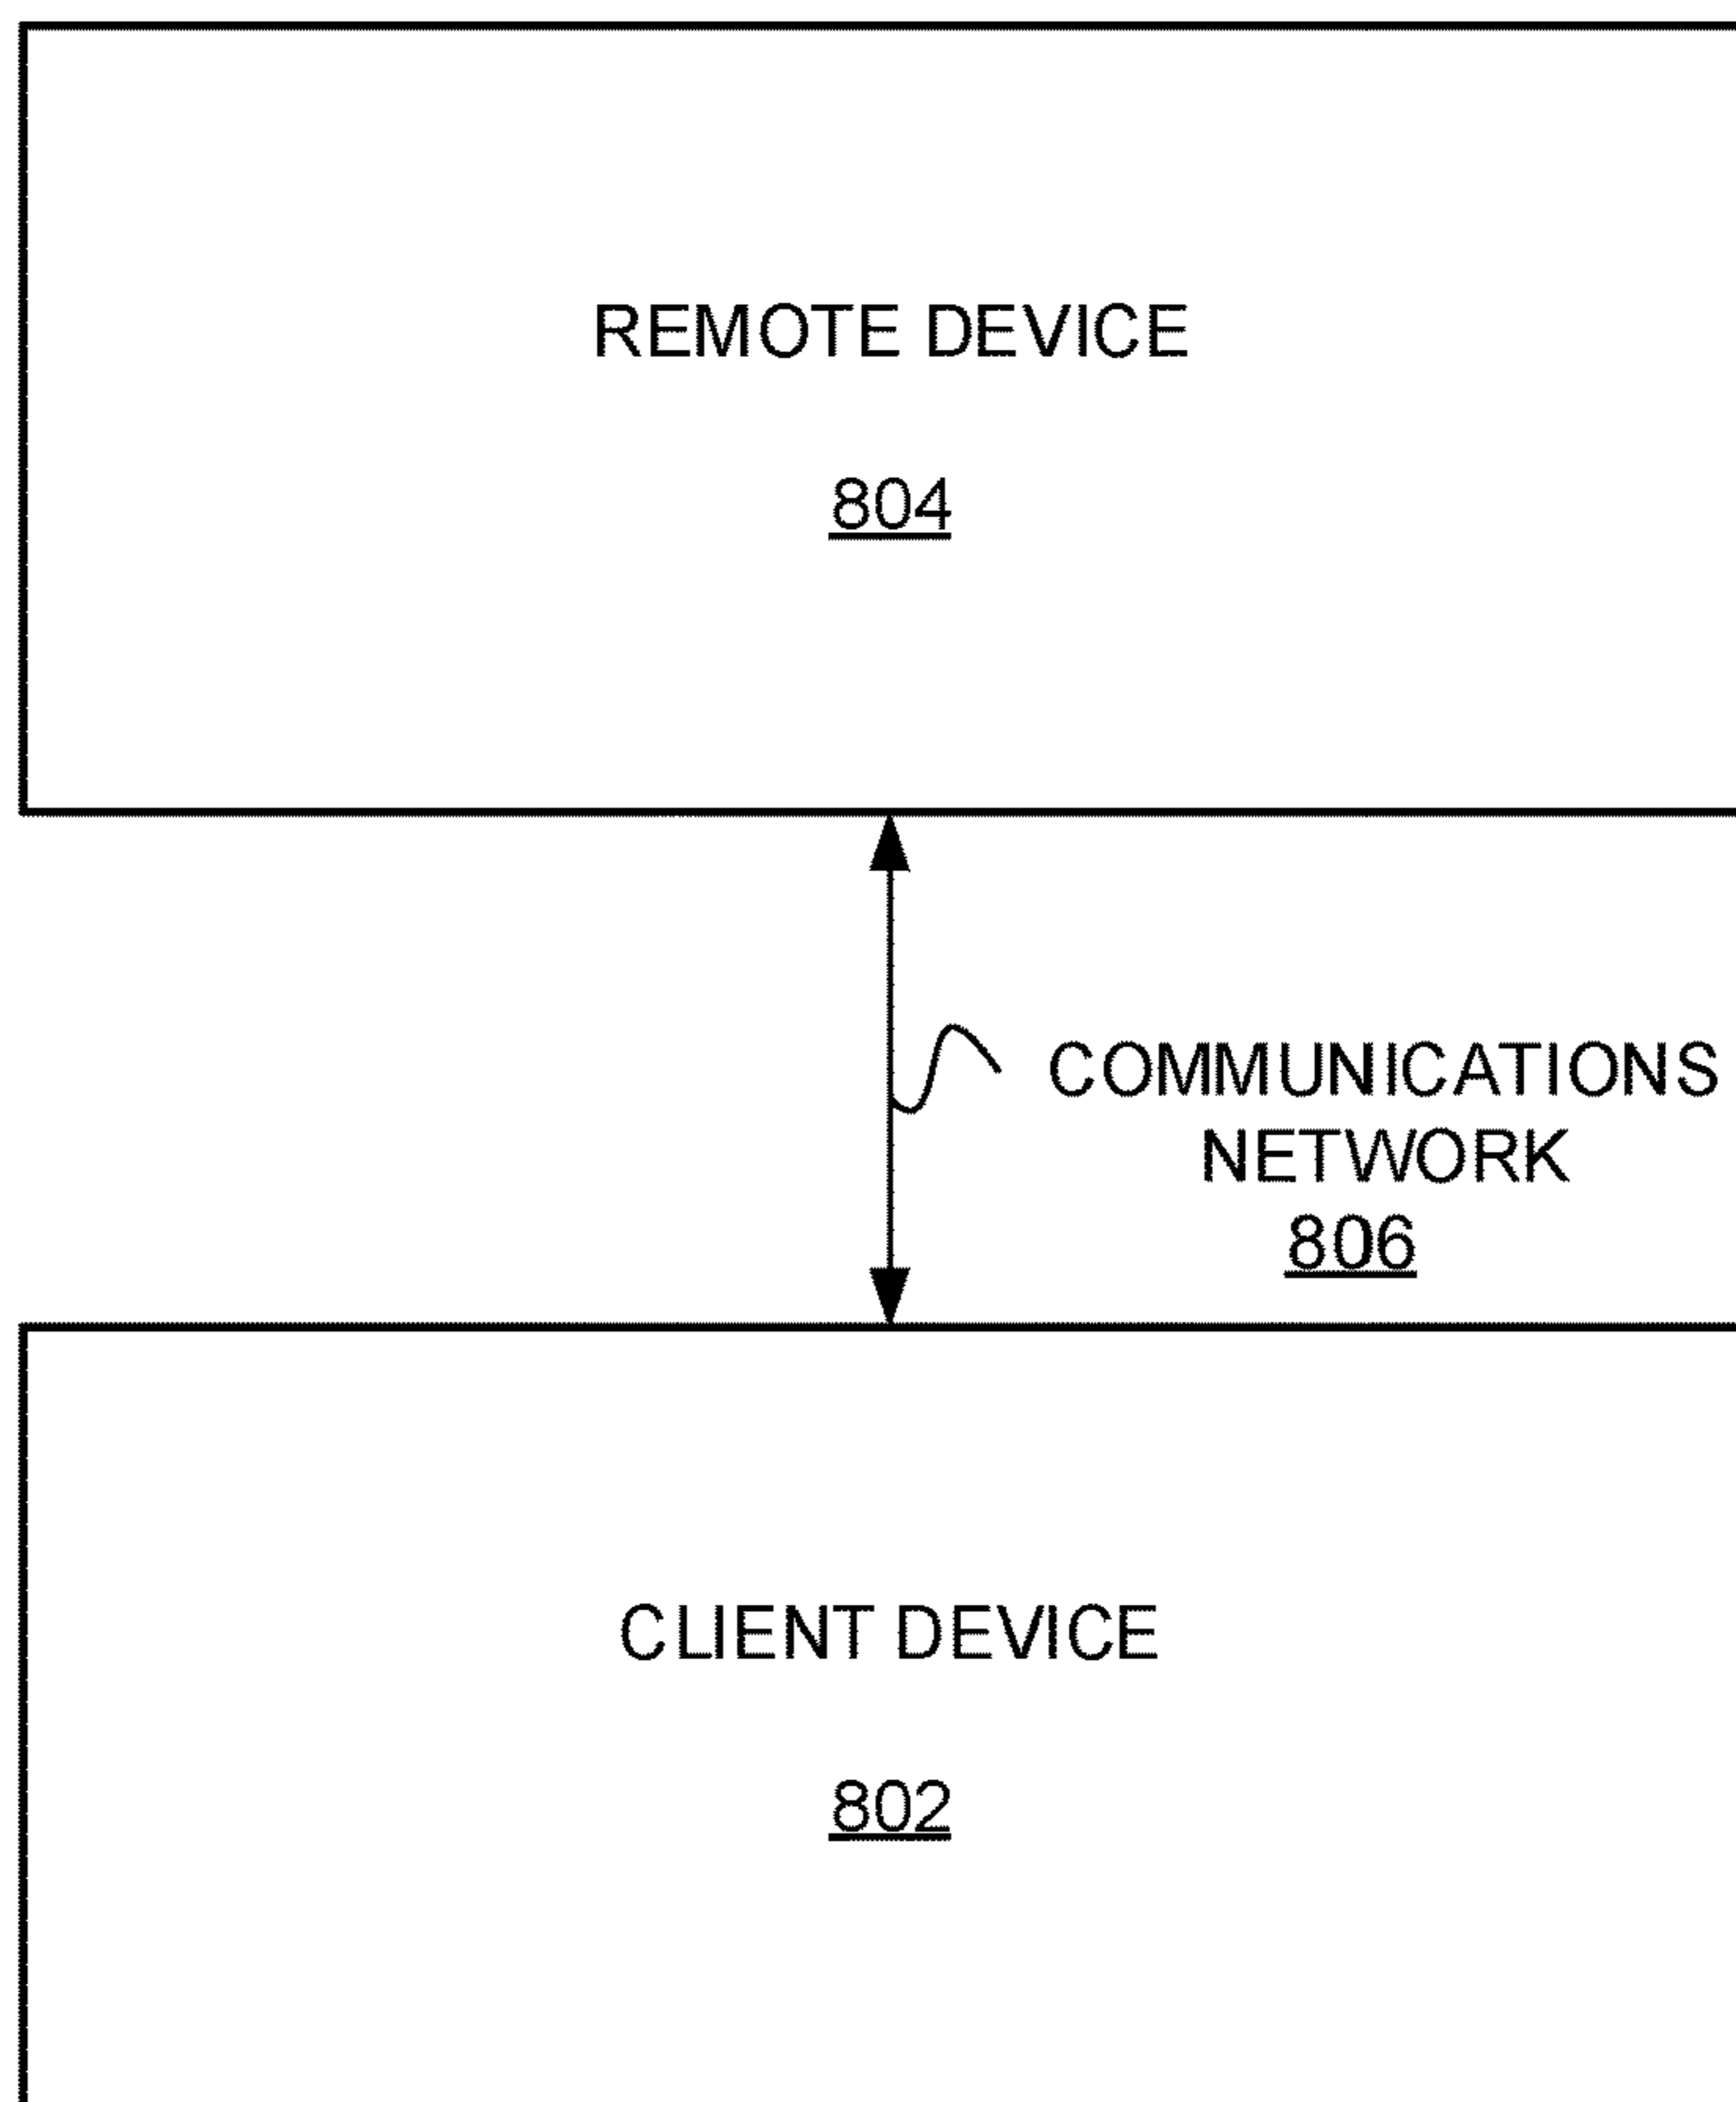 REMOTE DEVICE
804
COMMUNICATIONS
NETWORK
806
CLIENT DEVICE
802